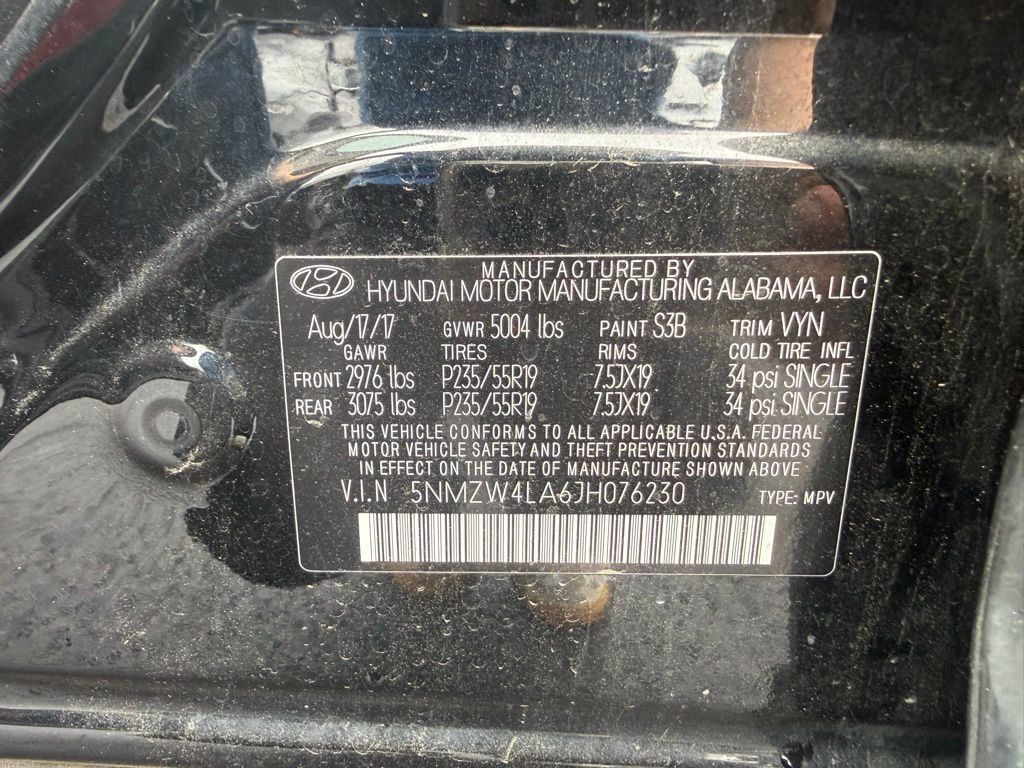 MANUFACTURED BY
HYUNDAI MOTOR MANUFACTURING ALABAMA, LLC
Aug/17/17 GVWR 5004 lbs PAINT S3B TRIM VYN
GAWR TIRES RIMS COLD TIRE INFL
FRONT 2976 lbs P235/55R19 7.5JX19 34 psi SINGLE
REAR 3075 lbs P235/55R19 7.5JX19 34 psi SINGLE
THIS VEHICLE CONFORMS TO ALL APPLICABLE U.S.A. FEDERAL
MOTOR VEHICLE SAFETY AND THEFT PREVENTION STANDARDS
IN EFFECT ON THE DATE OF MANUFACTURE SHOWN ABOVE
V.I.N 5NMZW4LA6JH076230 TYPE: MPV